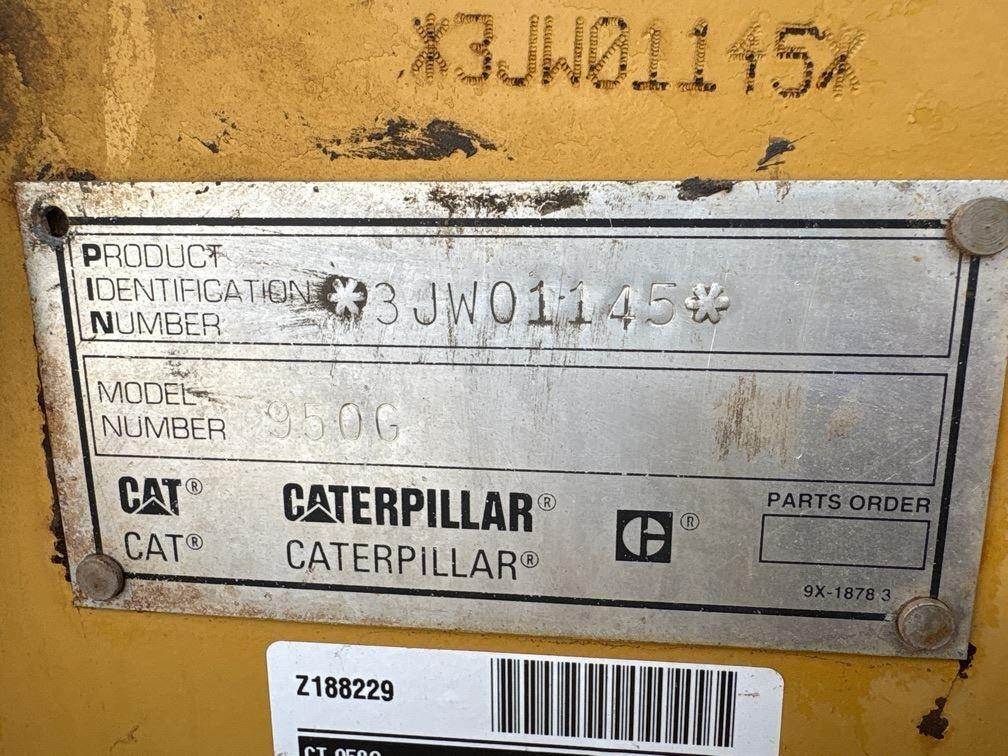 X3JW01145X
PRODUCT
IDENTIFICATION *3JW01145*
NUMBER
MODEL
NUMBER 950G
CAT® CATERPILLAR® ®
CAT® CATERPILLAR®
PARTS ORDER
9X-1878 3
Z188229